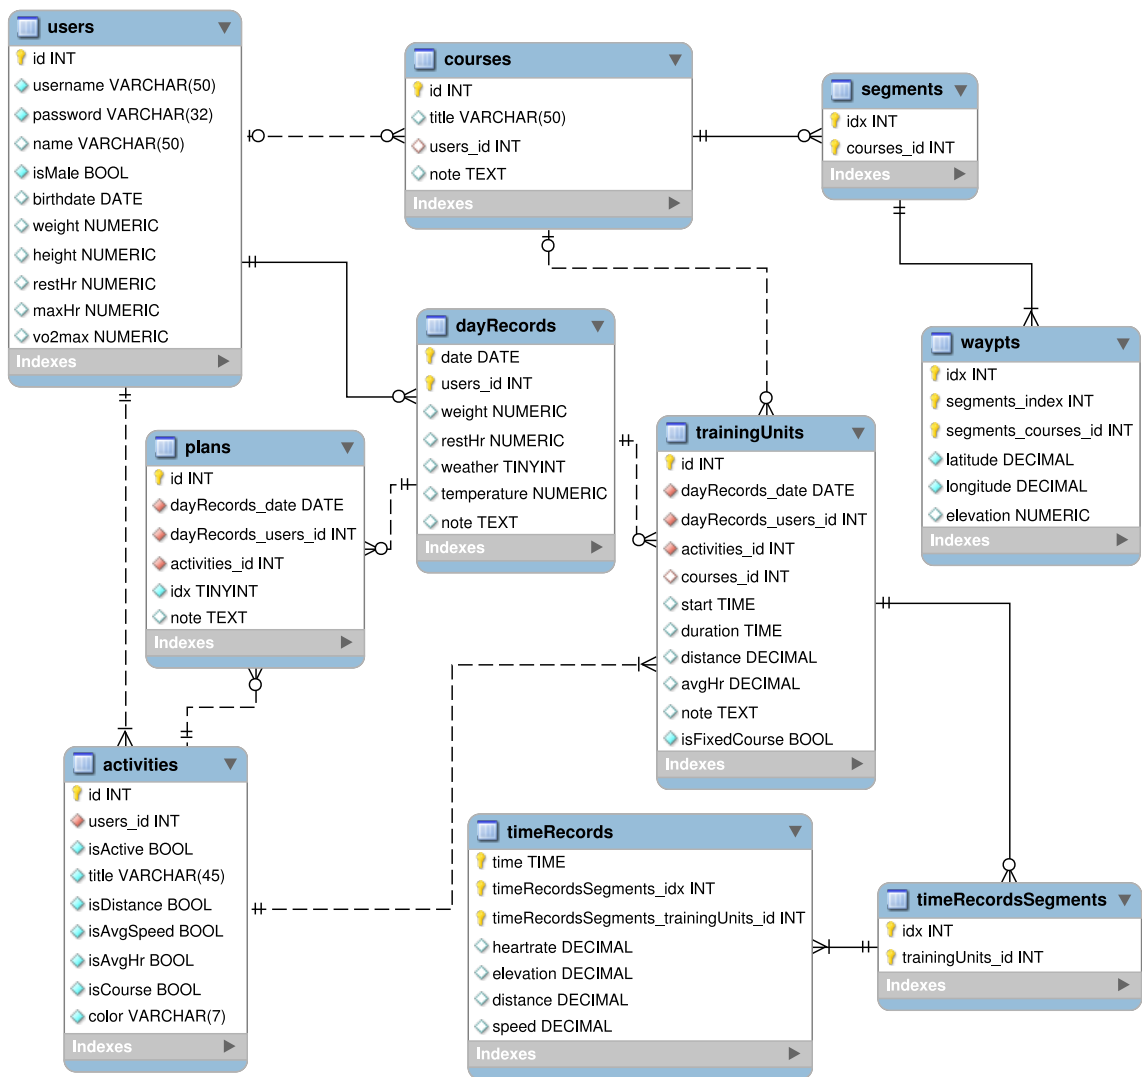 users
id INT
username VARCHAR(50)
password VARCHAR(32)
name VARCHAR(50)
isMale BOOL
birthdate DATE
weight NUMERIC
height NUMERIC
restHr NUMERIC
maxHr NUMERIC
vo2max NUMERIC
Indexes
courses
id INT
title VARCHAR(50)
users_id INT
note TEXT
Indexes
segments
idx INT
courses_id INT
Indexes
dayRecords
date DATE
users_id INT
weight NUMERIC
restHr NUMERIC
weather TINYINT
temperature NUMERIC
note TEXT
Indexes
waypts
idx INT
segments_index INT
segments_courses_id INT
latitude DECIMAL
longitude DECIMAL
elevation NUMERIC
Indexes
plans
id INT
dayRecords_date DATE
dayRecords_users_id INT
activities_id INT
idx TINYINT
note TEXT
Indexes
trainingUnits
id INT
dayRecords_date DATE
dayRecords_users_id INT
activities_id INT
courses_id INT
start TIME
duration TIME
distance DECIMAL
avgHr DECIMAL
note TEXT
isFixedCourse BOOL
Indexes
activities
id INT
users_id INT
isActive BOOL
title VARCHAR(45)
isDistance BOOL
isAvgSpeed BOOL
isAvgHr BOOL
isCourse BOOL
color VARCHAR(7)
Indexes
timeRecords
time TIME
timeRecordsSegments_idx INT
timeRecordsSegments_trainingUnits_id INT
heartrate DECIMAL
elevation DECIMAL
distance DECIMAL
speed DECIMAL
Indexes
timeRecordsSegments
idx INT
trainingUnits_id INT
Indexes